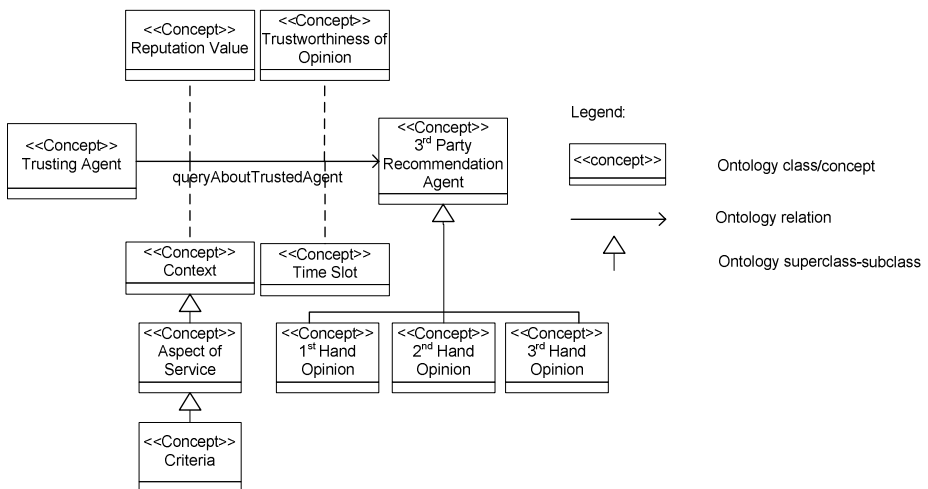 <<Concept>>
Reputation Value
<<Concept>>
Trustworthiness of
Opinion
<<Concept>>
Trusting Agent
queryAboutTrustedAgent
<<Concept>>
3rd Party
Recommendation
Agent
<<Concept>>
Context
<<Concept>>
Time Slot
<<Concept>>
Aspect of
Service
<<Concept>>
1st Hand
Opinion
<<Concept>>
2nd Hand
Opinion
<<Concept>>
3rd Hand
Opinion
<<Concept>>
Criteria
Legend:
<<concept>>
Ontology class/concept
Ontology relation
Ontology superclass-subclass